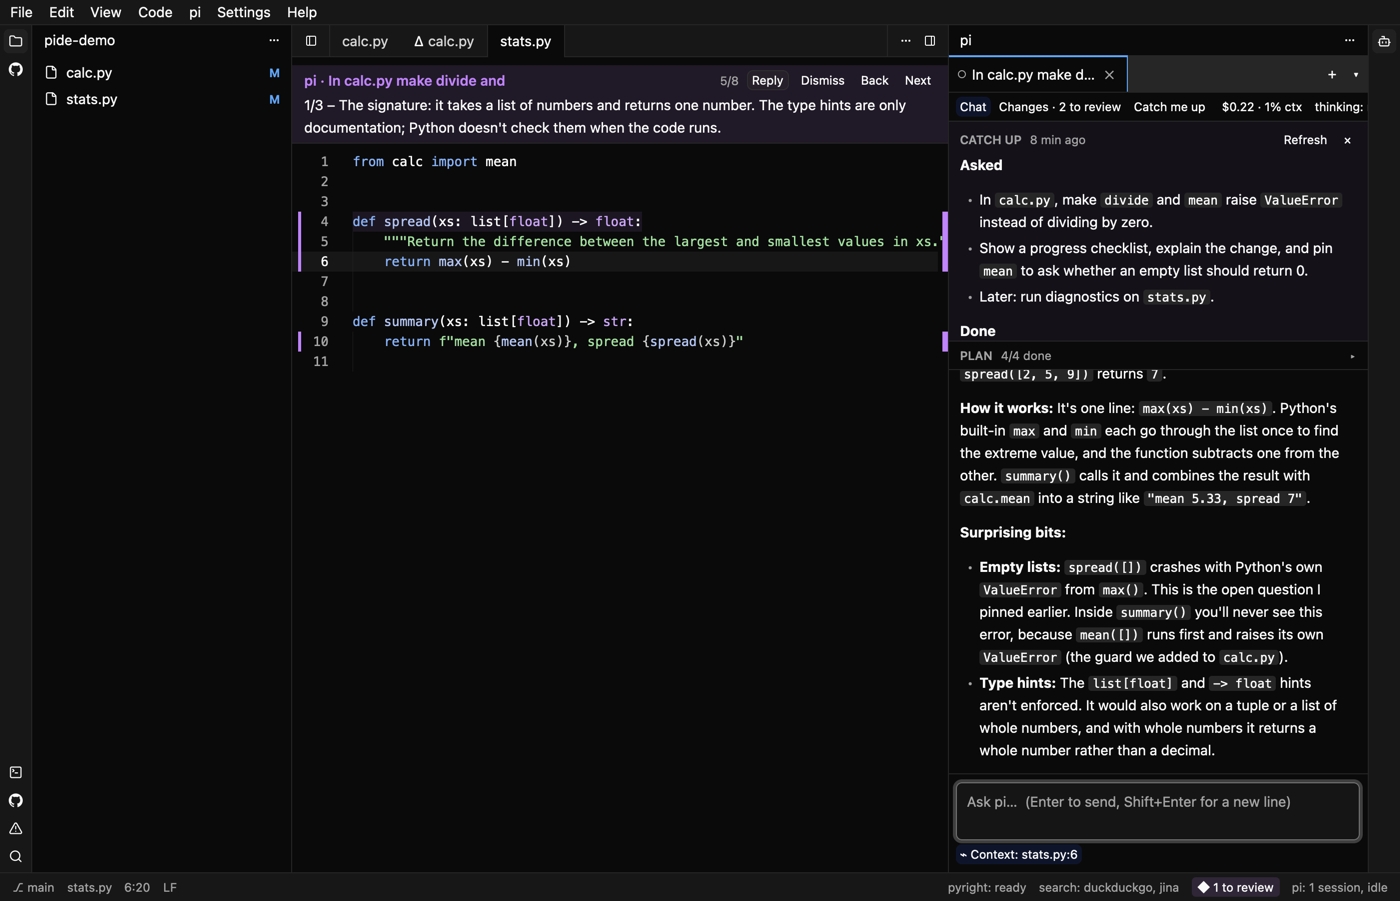 File Edit View Code pi Settings Help
pide-demo ···
calc.py M
stats.py M
calc.py Δ calc.py stats.py ···
pi · In calc.py make divide and 5/8 Reply Dismiss Back Next
1/3 – The signature: it takes a list of numbers and returns one number. The type hints are only
documentation; Python doesn't check them when the code runs.
1 from calc import mean
2
3
4 def spread(xs: list[float]) -> float:
5 """Return the difference between the largest and smallest values in xs."
6 return max(xs) - min(xs)
7
8
9 def summary(xs: list[float]) -> str:
10 return f"mean {mean(xs)}, spread {spread(xs)}"
11
pi ···
In calc.py make d... ×
Chat Changes · 2 to review Catch me up $0.22 · 1% ctx thinking:
CATCH UP 8 min ago Refresh ×
Asked
• In calc.py, make divide and mean raise ValueError
instead of dividing by zero.
• Show a progress checklist, explain the change, and pin
mean to ask whether an empty list should return 0.
• Later: run diagnostics on stats.py.
Done
PLAN 4/4 done
spread([2, 5, 9]) returns 7.
How it works: It's one line: max(xs) - min(xs). Python's
built-in max and min each go through the list once to find
the extreme value, and the function subtracts one from the
other. summary() calls it and combines the result with
calc.mean into a string like "mean 5.33, spread 7".
Surprising bits:
• Empty lists: spread([]) crashes with Python's own
ValueError from max(). This is the open question I
pinned earlier. Inside summary() you'll never see this
error, because mean([]) runs first and raises its own
ValueError (the guard we added to calc.py).
• Type hints: The list[float] and -> float hints
aren't enforced. It would also work on a tuple or a list of
whole numbers, and with whole numbers it returns a
whole number rather than a decimal.
Ask pi... (Enter to send, Shift+Enter for a new line)
Context: stats.py:6
main stats.py 6:20 LF pyright: ready search: duckduckgo, jina ◆ 1 to review pi: 1 session, idle